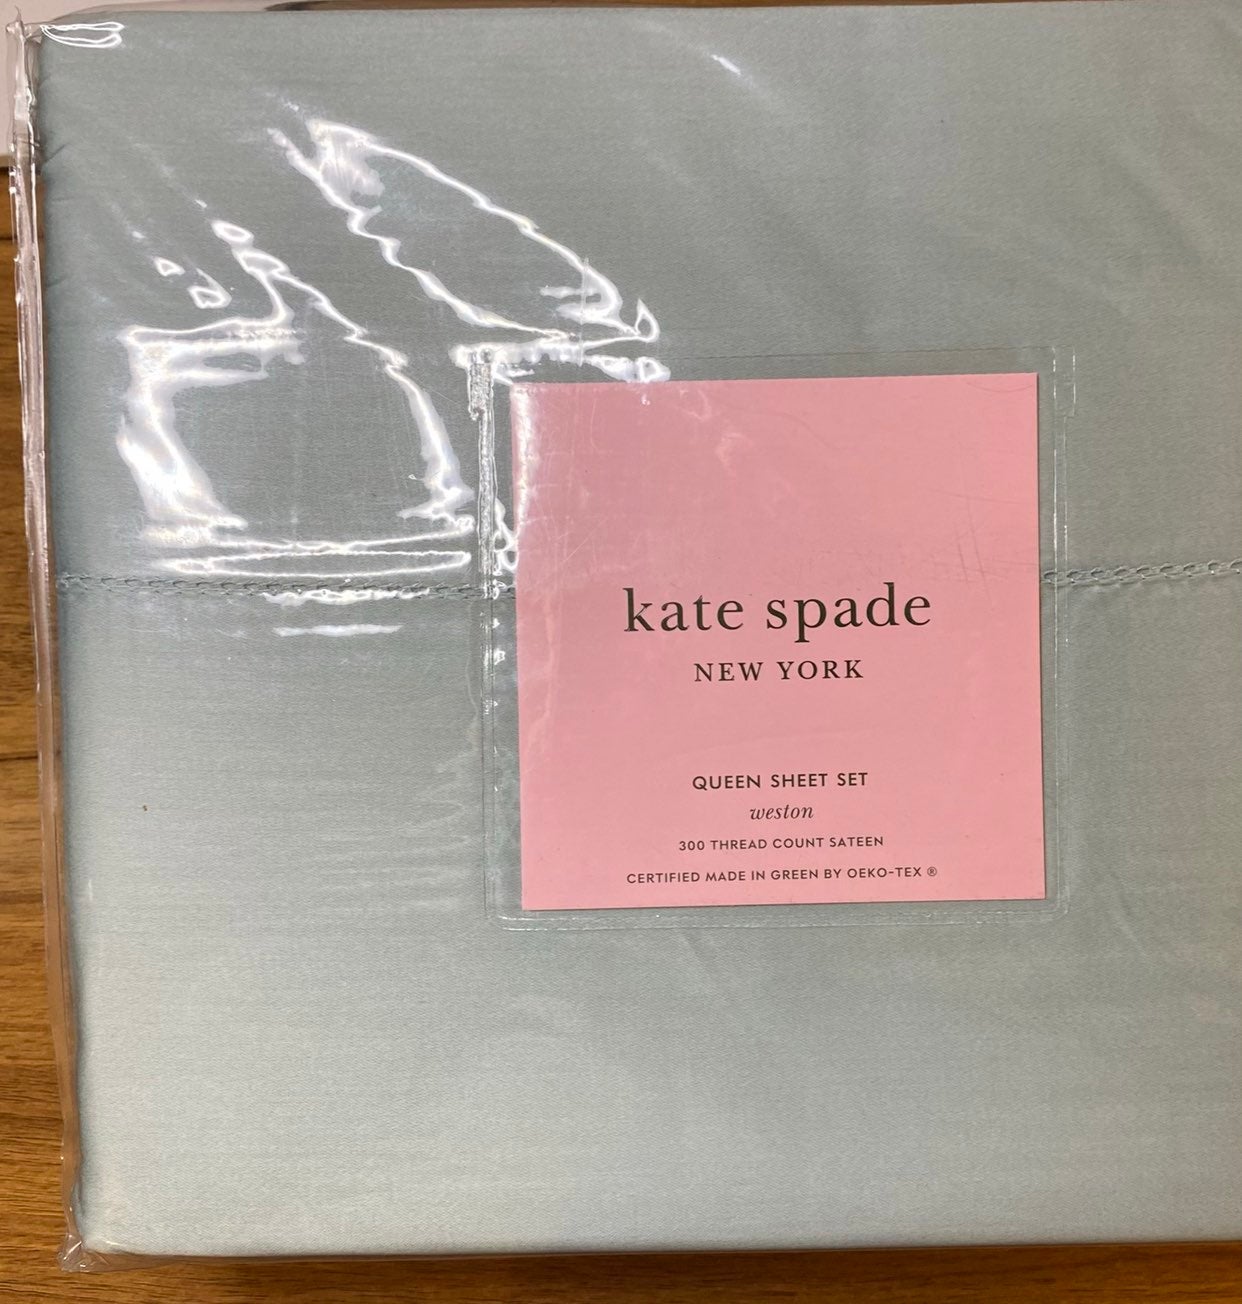 kate spade
NEW YORK
QUEEN SHEET SET
weston
300 THREAD COUNT SATEEN
CERTIFIED MADE IN GREEN BY OEKO-TEX ®